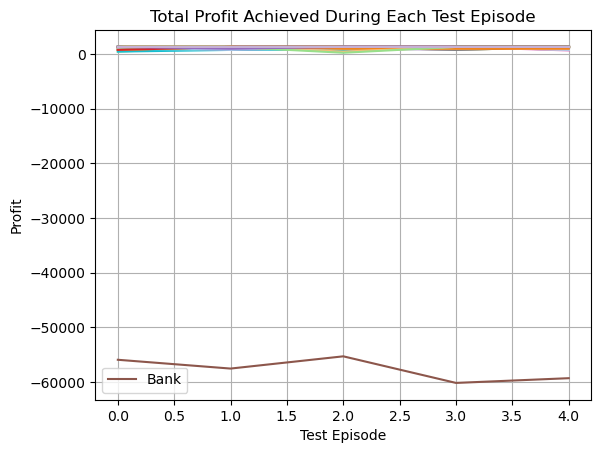 Total Profit Achieved During Each Test Episode
0
−10000
−20000
−30000
−40000
−50000
−60000
Profit
Bank
0.0 0.5 1.0 1.5 2.0 2.5 3.0 3.5 4.0
Test Episode